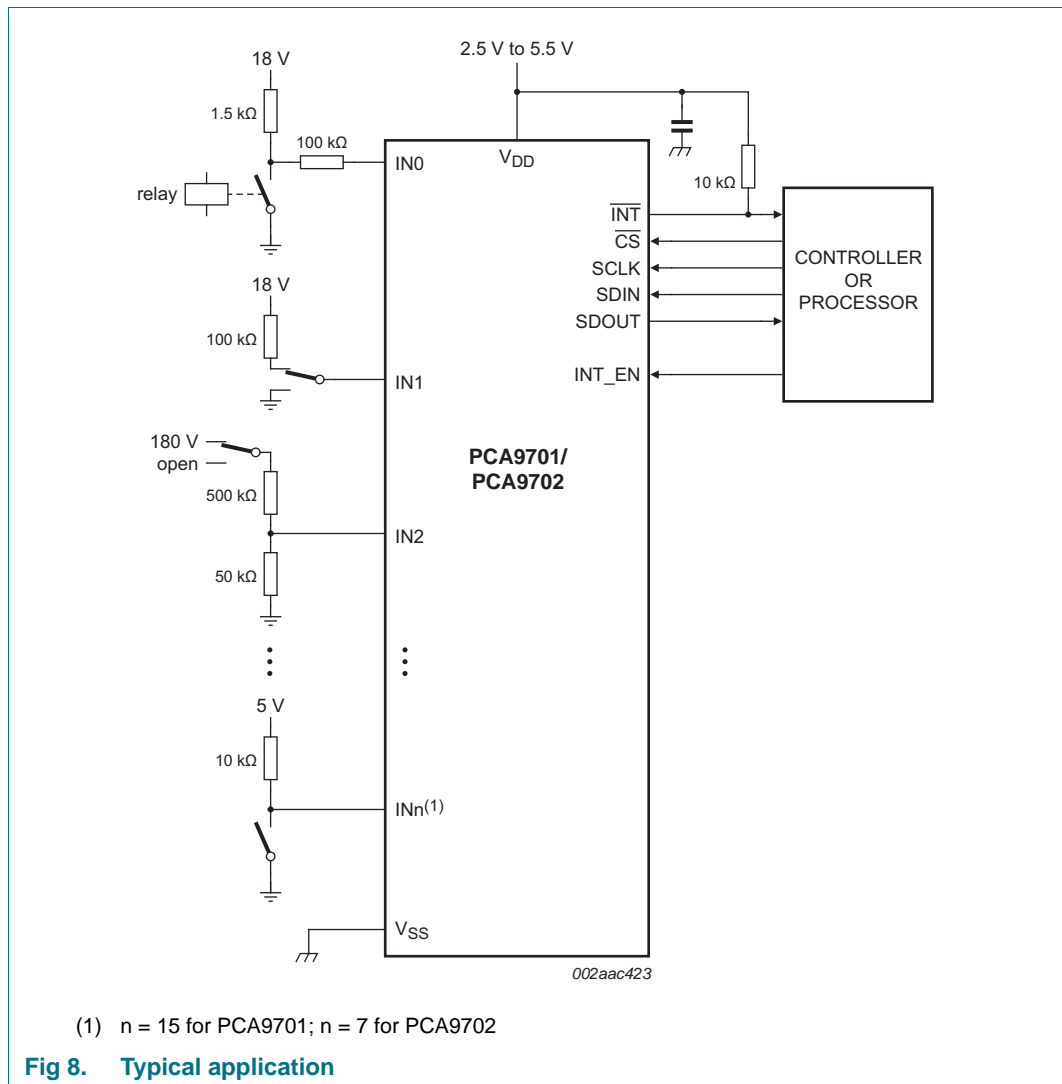 2.5 V to 5.5 V
18 V
1.5 kΩ
100 kΩ
IN0
VDD
relay
10 kΩ
INT
CS
SCLK
SDIN
SDOUT
INT_EN
CONTROLLER
OR
PROCESSOR
18 V
100 kΩ
IN1
180 V
open
500 kΩ
IN2
50 kΩ
PCA9701/
PCA9702
5 V
10 kΩ
INn(1)
VSS
002aac423
(1) n = 15 for PCA9701; n = 7 for PCA9702
Fig 8. Typical application